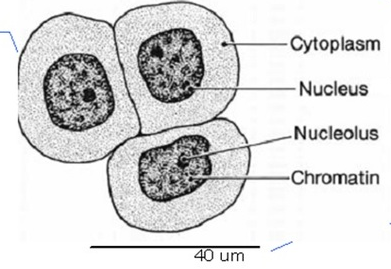 Cytoplasm
Nucleus
Nucleolus
Chromatin
40 um